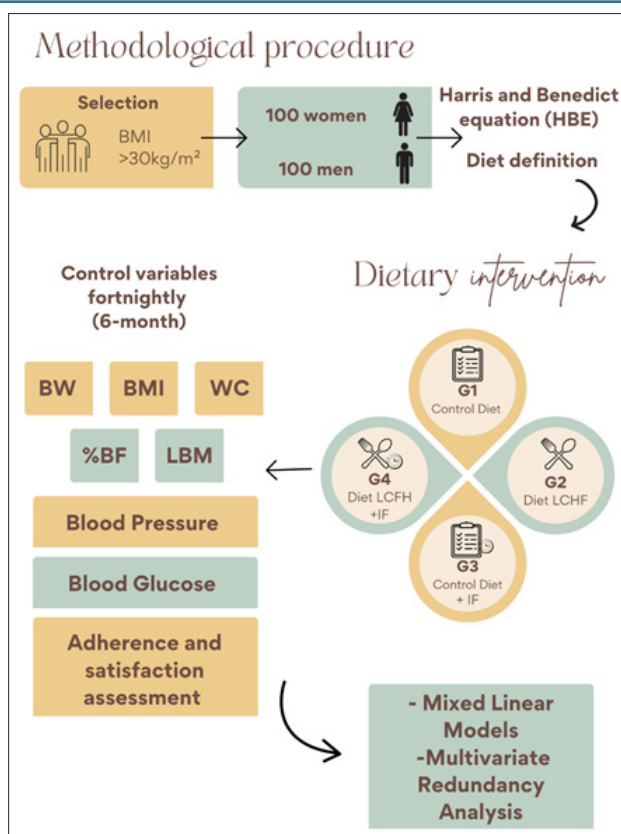 Methodological procedure
Selection
BMI
>30kg/m²
100 women
100 men
Harris and Benedict
equation (HBE)
Diet definition
Dietary intervention
Control variables
fortnightly
(6-month)
BW
BMI
WC
%BF
LBM
Blood Pressure
Blood Glucose
Adherence and
satisfaction
assessment
G1
Control Diet
G2
Diet LCHF
G3
Control Diet
+ IF
G4
Diet LCFH
+IF
- Mixed Linear
Models
-Multivariate
Redundancy
Analysis